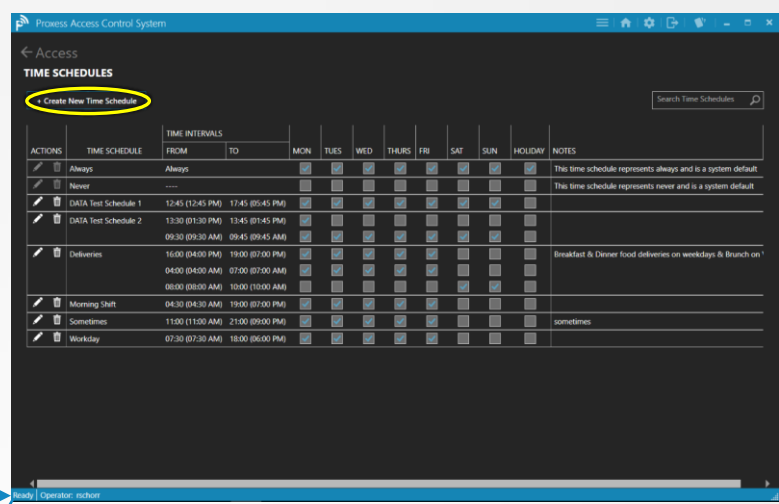 Proxess Access Control System
Access
TIME SCHEDULES
+ Create New Time Schedule
Search Time Schedules
TIME INTERVALS
ACTIONS TIME SCHEDULE FROM TO MON TUES WED THURS FRI SAT SUN HOLIDAY NOTES
Always Always This time schedule represents always and is a system default
Never ---- This time schedule represents never and is a system default
DATA Test Schedule 1 12:45 (12:45 PM) 17:45 (05:45 PM)
DATA Test Schedule 2 13:30 (01:30 PM) 13:45 (01:45 PM)
09:30 (09:30 AM) 09:45 (09:45 AM)
Deliveries 16:00 (04:00 PM) 19:00 (07:00 PM) Breakfast & Dinner food deliveries on weekdays & Brunch on
04:00 (04:00 AM) 07:00 (07:00 AM)
08:00 (08:00 AM) 10:00 (10:00 AM)
Morning Shift 04:30 (04:30 AM) 19:00 (07:00 PM)
Sometimes 11:00 (11:00 AM) 21:00 (09:00 PM) sometimes
Workday 07:30 (07:30 AM) 18:00 (06:00 PM)
Ready Operator: rschorr